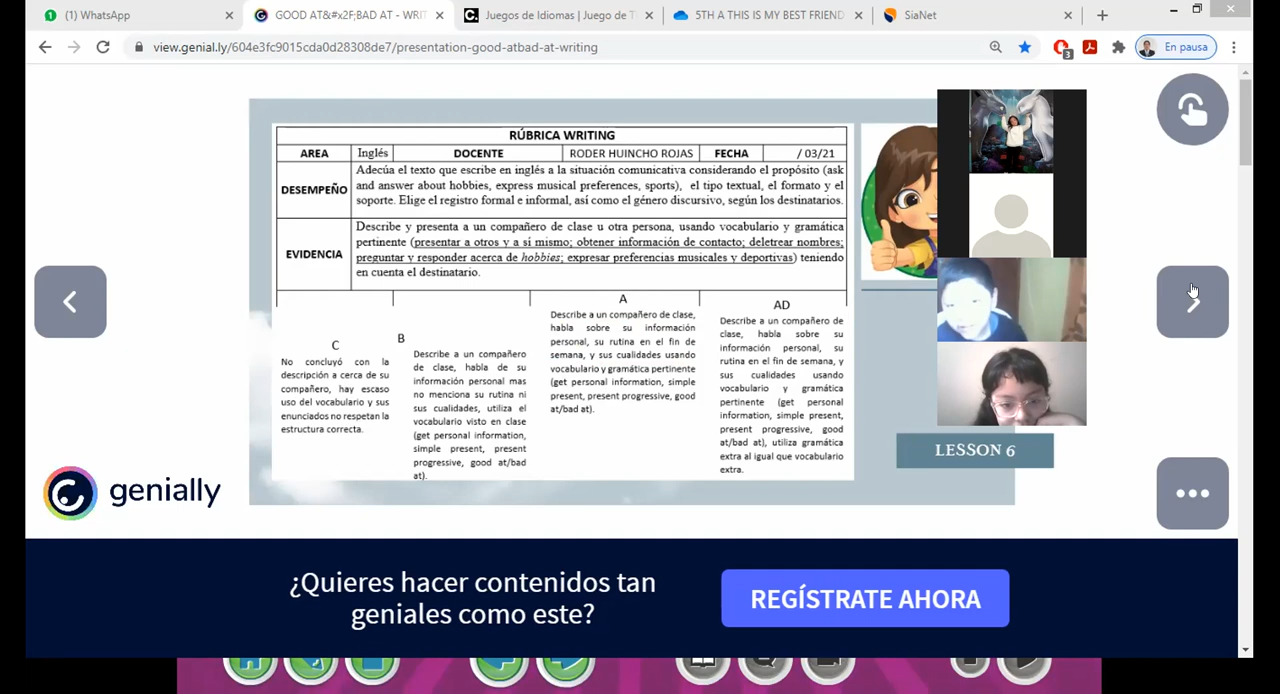 (1) WhatsApp
GOOD AT&#x2F;BAD AT - WRIT
Juegos de Idiomas | Juego de T
5TH A THIS IS MY BEST FRIEND
SiaNet
view.genial.ly/604e3fc9015cda0d28308de7/presentation-good-atbad-at-writing
3
En pausa
RÚBRICA WRITING
AREA Inglés DOCENTE RODER HUINCHO ROJAS FECHA / 03/21
DESEMPEÑO
Adecúa el texto que escribe en inglés a la situación comunicativa considerando el propósito (ask
and answer about hobbies, express musical preferences, sports), el tipo textual, el formato y el
soporte. Elige el registro formal e informal, así como el género discursivo, según los destinatarios.
EVIDENCIA
Describe y presenta a un compañero de clase u otra persona, usando vocabulario y gramática
pertinente (presentar a otros y a sí mismo; obtener información de contacto; deletrear nombres;
preguntar y responder acerca de hobbies; expresar preferencias musicales y deportivas) teniendo
en cuenta el destinatario.
C
No concluyó con la
descripción a cerca de su
compañero, hay escaso
uso del vocabulario y sus
enunciados no respetan la
estructura correcta.
B
Describe a un compañero
de clase, habla de su
información personal mas
no menciona su rutina ni
sus cualidades, utiliza el
vocabulario visto en clase
(get personal information,
simple present, present
progressive, good at/bad
at).
A
Describe a un compañero de clase,
habla sobre su información
personal, su rutina en el fin de
semana, y sus cualidades usando
vocabulario y gramática pertinente
(get personal information, simple
present, present progressive, good
at/bad at).
AD
Describe a un compañero de
clase, habla sobre su
información personal, su
rutina en el fin de semana, y
sus cualidades usando
vocabulario y gramática
pertinente (get personal
information, simple present,
present progressive, good
at/bad at), utiliza gramática
extra al igual que vocabulario
extra.
LESSON 6
genially
¿Quieres hacer contenidos tan
geniales como este?
REGÍSTRATE AHORA